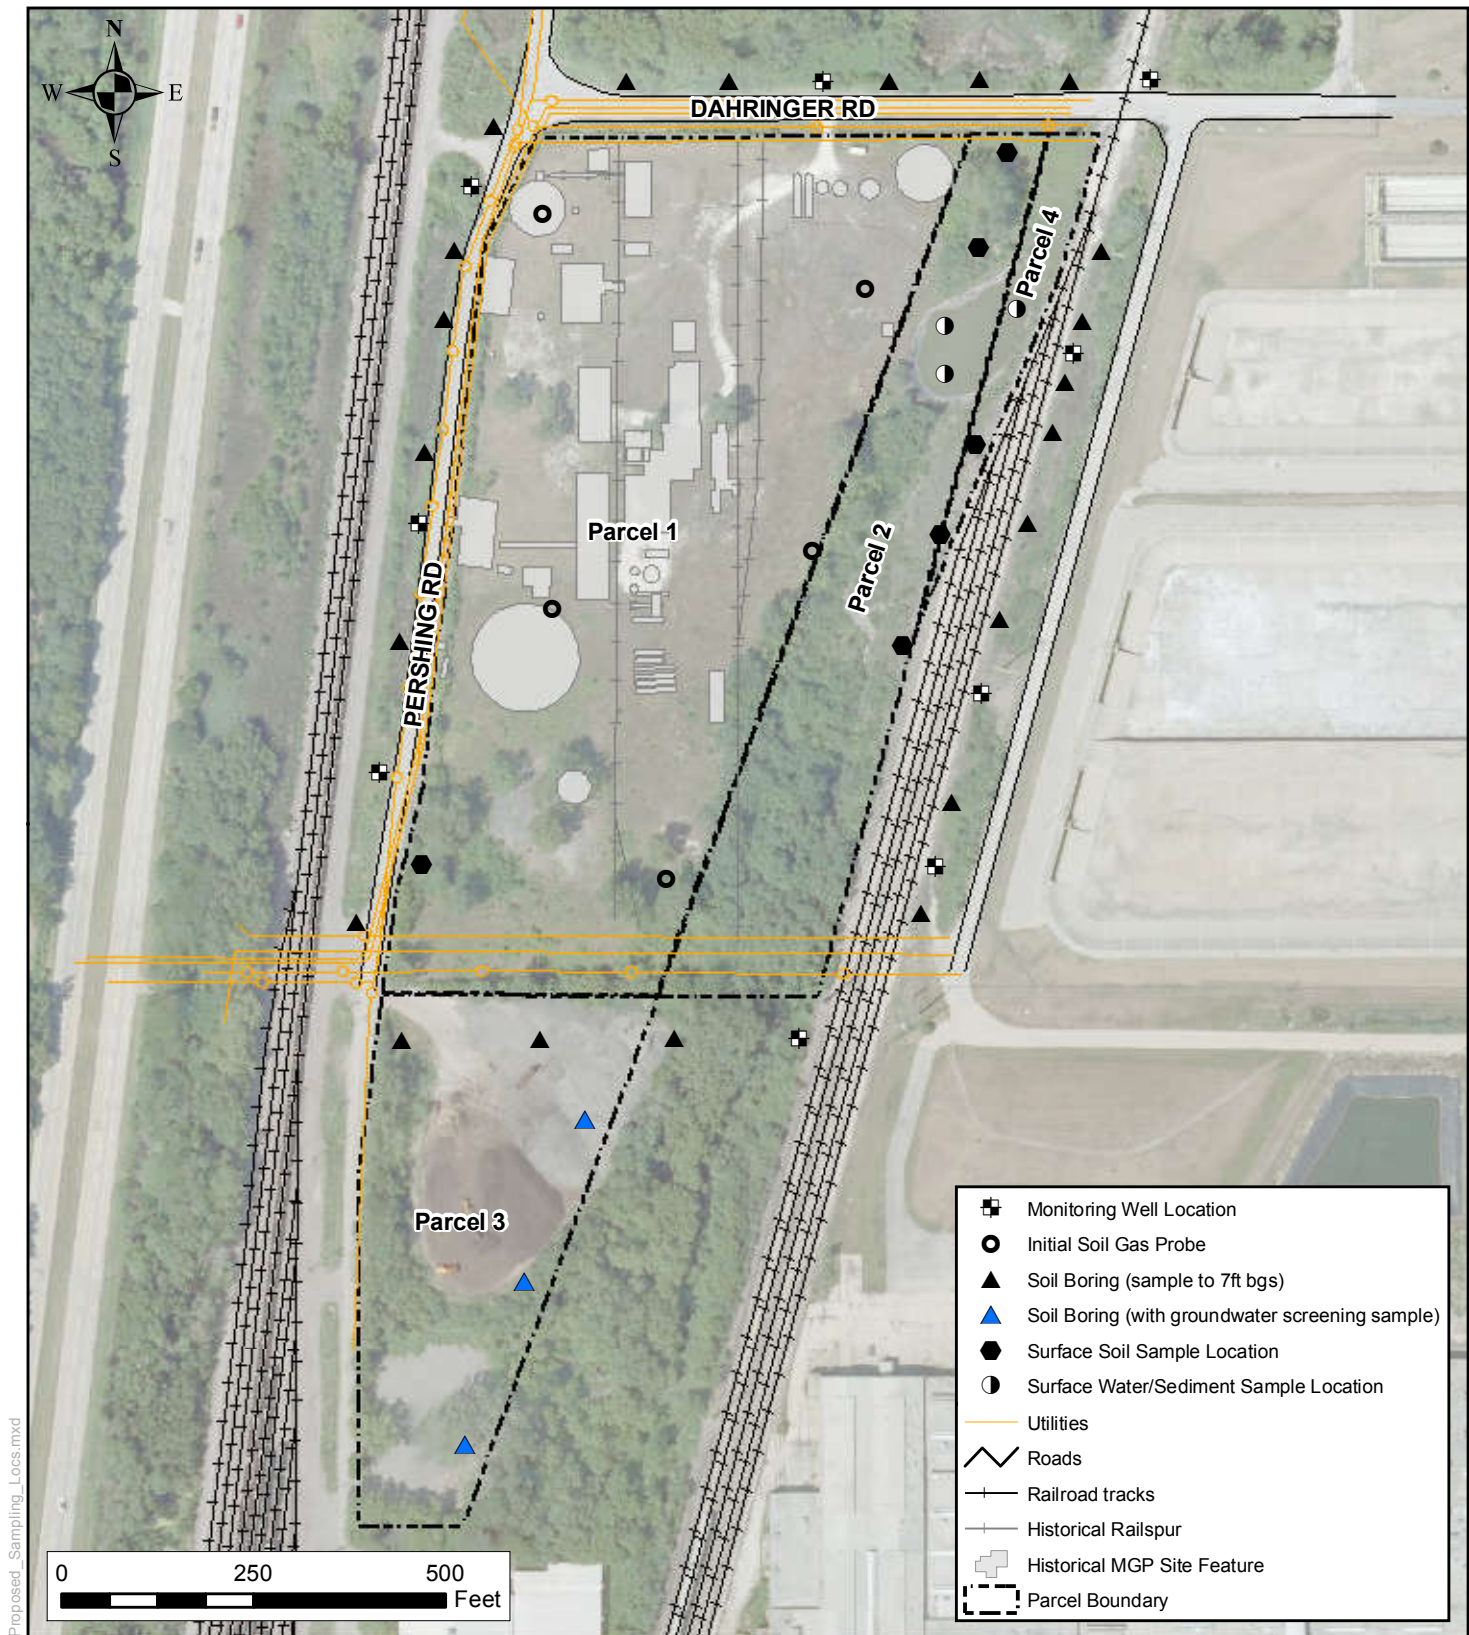 N
W E
S
DAHRINGER RD
Parcel 4
Parcel 1
Parcel 2
PERSHING RD
Parcel 3
Monitoring Well Location
Initial Soil Gas Probe
Soil Boring (sample to 7ft bgs)
Soil Boring (with groundwater screening sample)
Surface Soil Sample Location
Surface Water/Sediment Sample Location
Utilities
Roads
Railroad tracks
Historical Railspur
Historical MGP Site Feature
Parcel Boundary
0 250 500
Feet
Proposed_Sampling_Locs.mxd